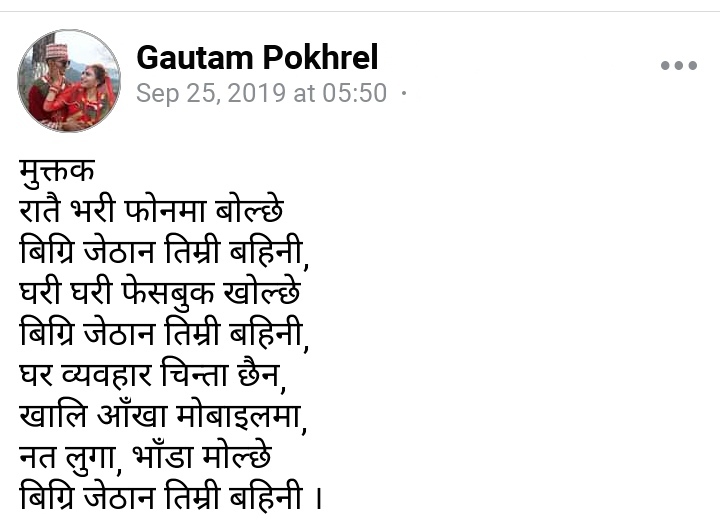 Gautam Pokhrel
Sep 25, 2019 at 05:50 ·
मुक्तक
रातै भरी फोनमा बोल्छे
बिग्रि जेठान तिम्री बहिनी,
घरी घरी फेसबुक खोल्छे
बिग्रि जेठान तिम्री बहिनी,
घर व्यवहार चिन्ता छैन,
खालि आँखा मोबाइलमा,
नत लुगा, भाँडा मोल्छे
बिग्रि जेठान तिम्री बहिनी ।